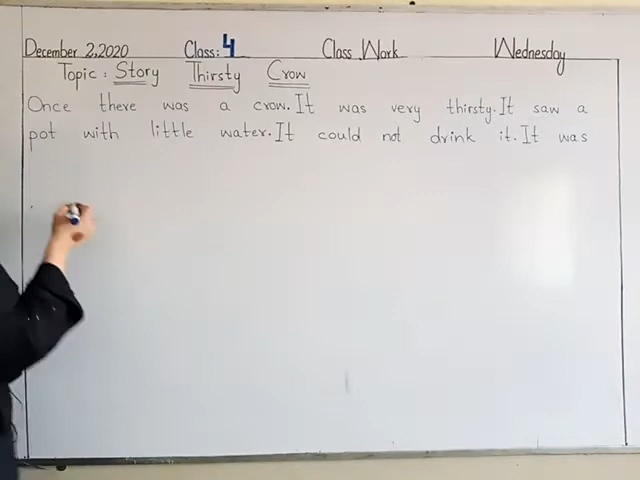 December 2,2020 Class: 4 Class Work Wednesday
Topic: Story Thirsty Crow
Once there was a crow. It was very thirsty. It saw a
pot with little water. It could not drink it. It was